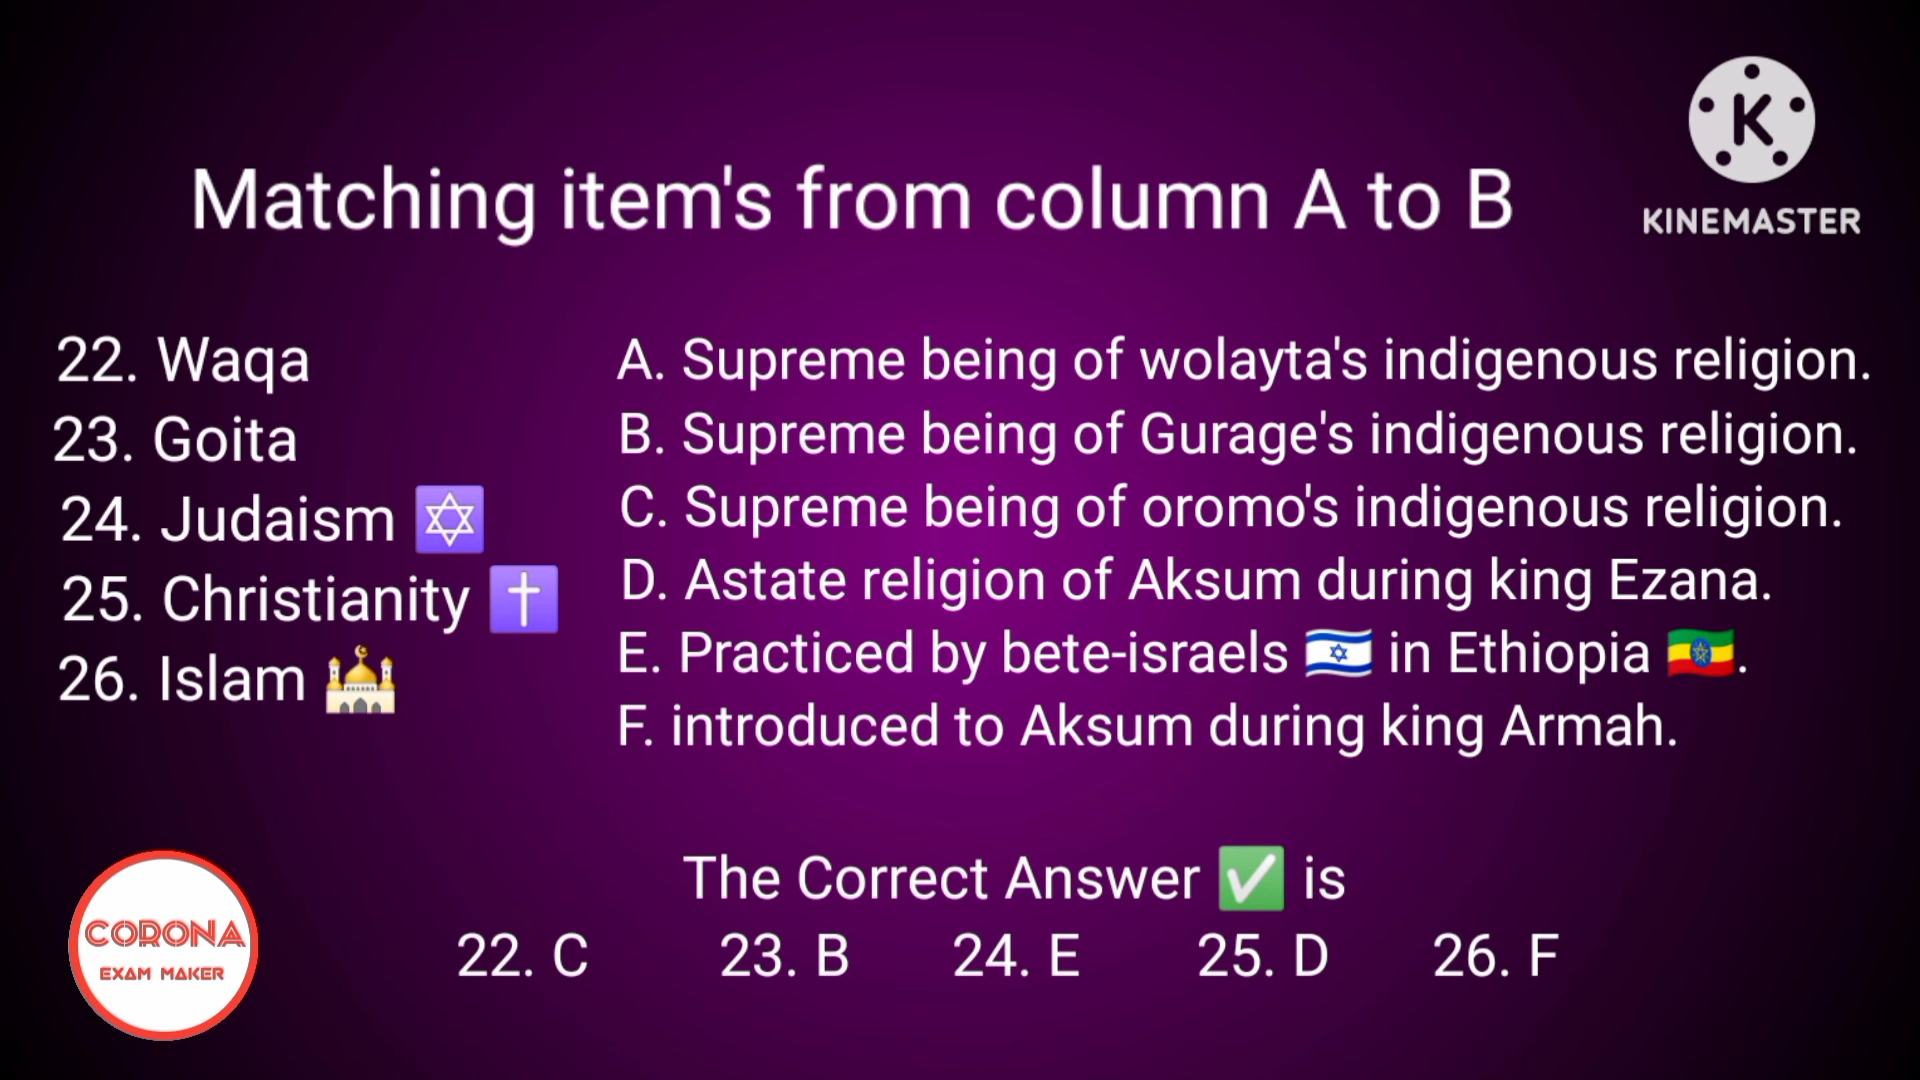 K
KINEMASTER
Matching item's from column A to B
22. Waqa
23. Goita
24. Judaism ✡️
25. Christianity ✝️
26. Islam 🕌
A. Supreme being of wolayta's indigenous religion.
B. Supreme being of Gurage's indigenous religion.
C. Supreme being of oromo's indigenous religion.
D. Astate religion of Aksum during king Ezana.
E. Practiced by bete-israels 🇮🇱 in Ethiopia 🇪🇹.
F. introduced to Aksum during king Armah.
The Correct Answer ✅ is
22. C 23. B 24. E 25. D 26. F
CORONA
EXAM MAKER